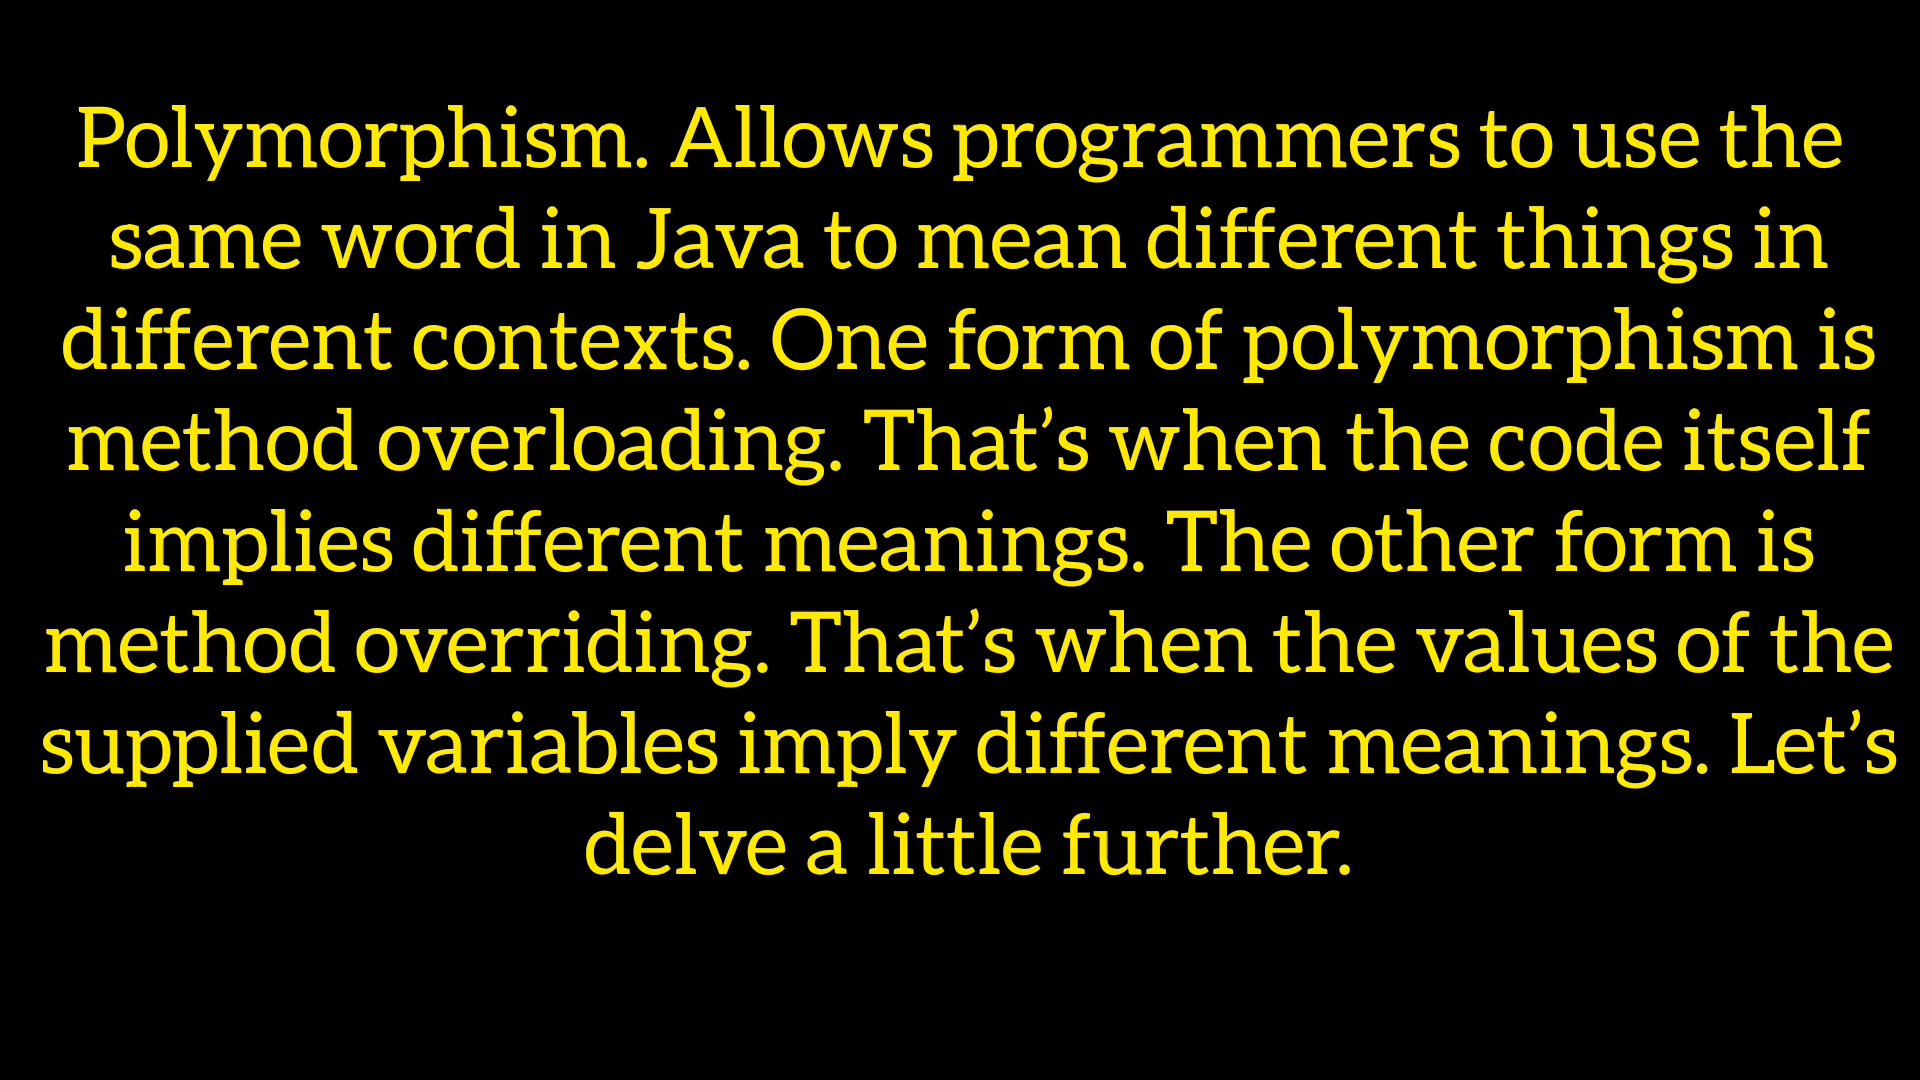 Polymorphism. Allows programmers to use the
same word in Java to mean different things in
different contexts. One form of polymorphism is
method overloading. That’s when the code itself
implies different meanings. The other form is
method overriding. That’s when the values of the
supplied variables imply different meanings. Let’s
delve a little further.